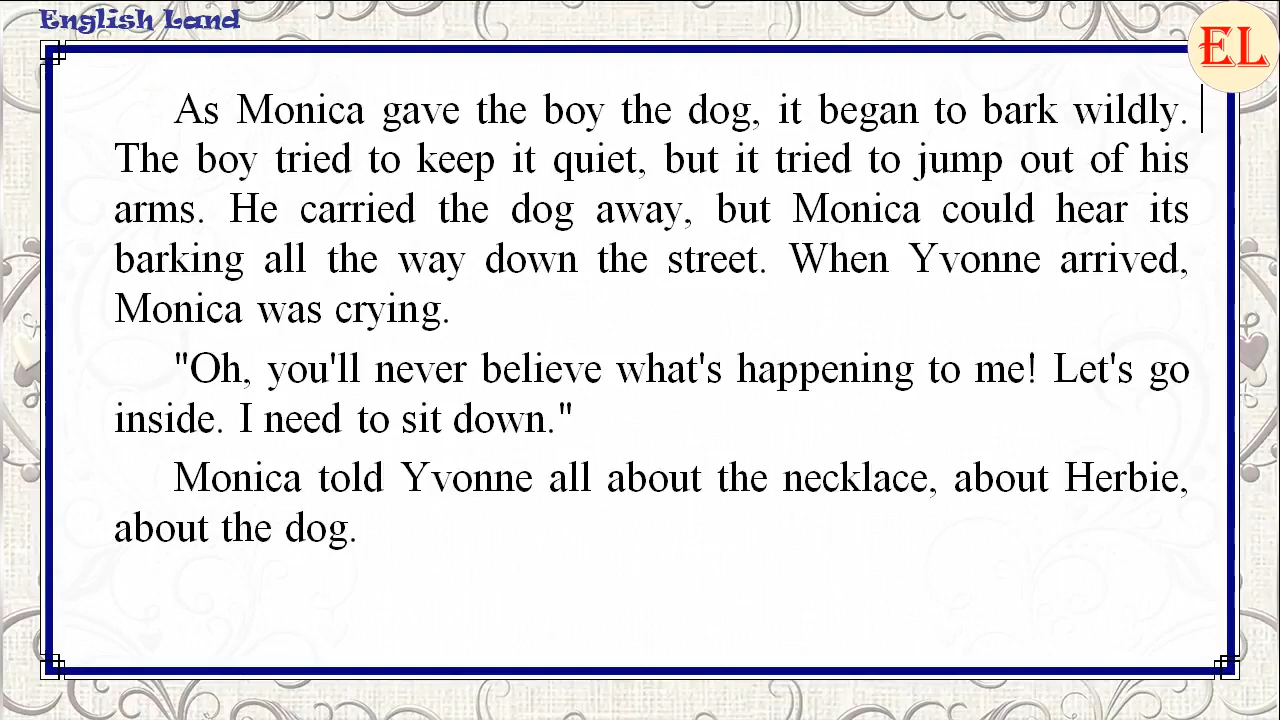 English Land
EL
As Monica gave the boy the dog, it began to bark wildly.
The boy tried to keep it quiet, but it tried to jump out of his
arms. He carried the dog away, but Monica could hear its
barking all the way down the street. When Yvonne arrived,
Monica was crying.
"Oh, you'll never believe what's happening to me! Let's go
inside. I need to sit down."
Monica told Yvonne all about the necklace, about Herbie,
about the dog.